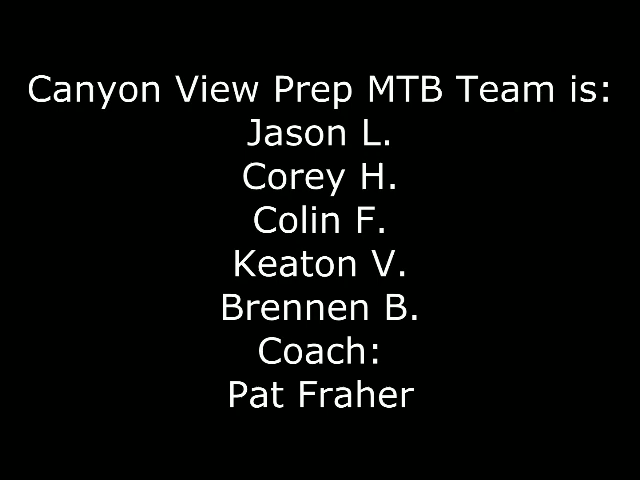 Canyon View Prep MTB Team is:
Jason L.
Corey H.
Colin F.
Keaton V.
Brennen B.
Coach:
Pat Fraher